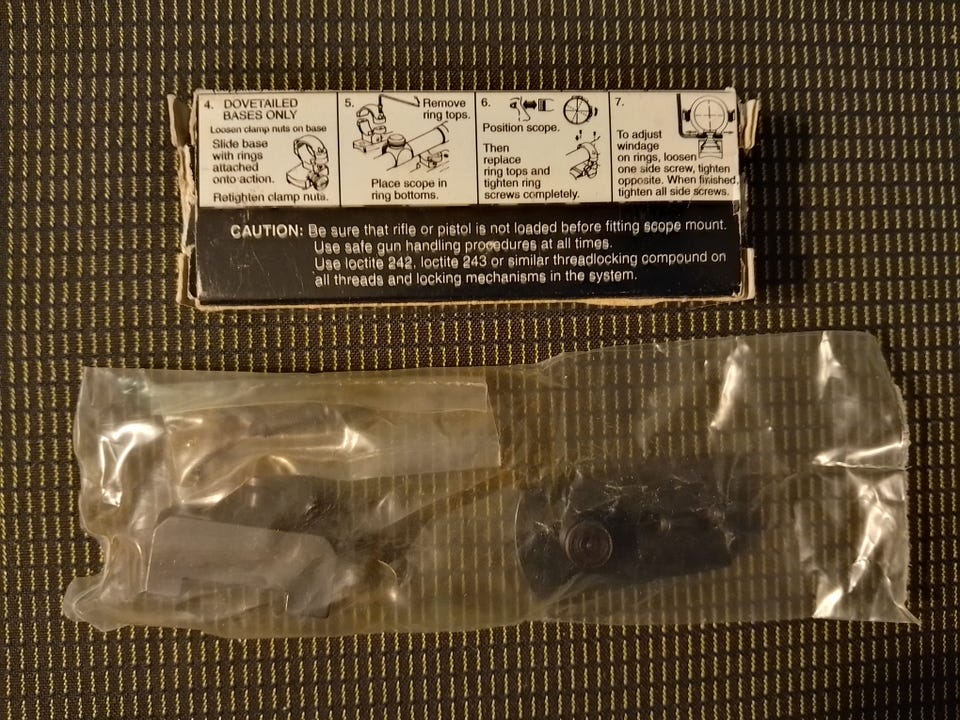 4. DOVETAILED
BASES ONLY
Loosen clamp nuts on base
Slide base
with rings
attached
onto action.
Retighten clamp nuts.
5.
Remove
ring tops.
Place scope in
ring bottoms.
6.
Position scope.
Then
replace
ring tops and
tighten ring
screws completely.
7.
To adjust
windage
on rings, loosen
one side screw, tighten
opposite. When finished,
tighten all side screws.
CAUTION: Be sure that rifle or pistol is not loaded before fitting scope mount.
Use safe gun handling procedures at all times.
Use loctite 242, loctite 243 or similar threadlocking compound on
all threads and locking mechanisms in the system.